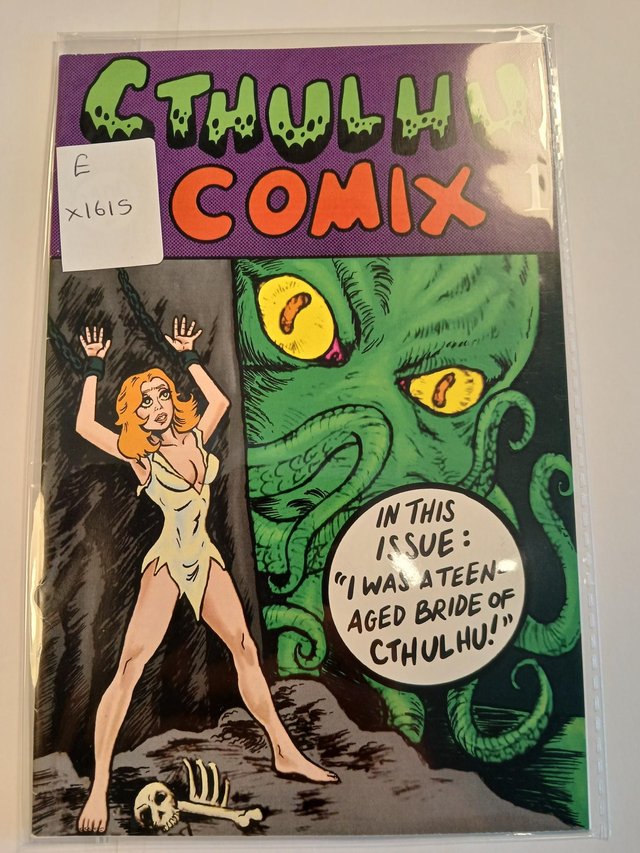 CTHULHU
COMIX
1
E
X1615
IN THIS
ISSUE:
"I WAS A TEEN-
AGED BRIDE OF
CTHULHU!"